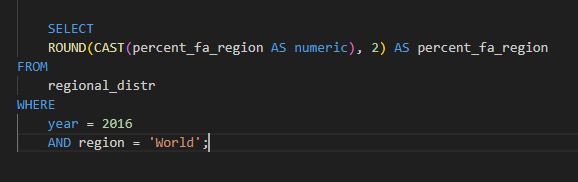 SELECT
ROUND(CAST(percent_fa_region AS numeric), 2) AS percent_fa_region
FROM
regional_distr
WHERE
year = 2016
AND region = 'World';